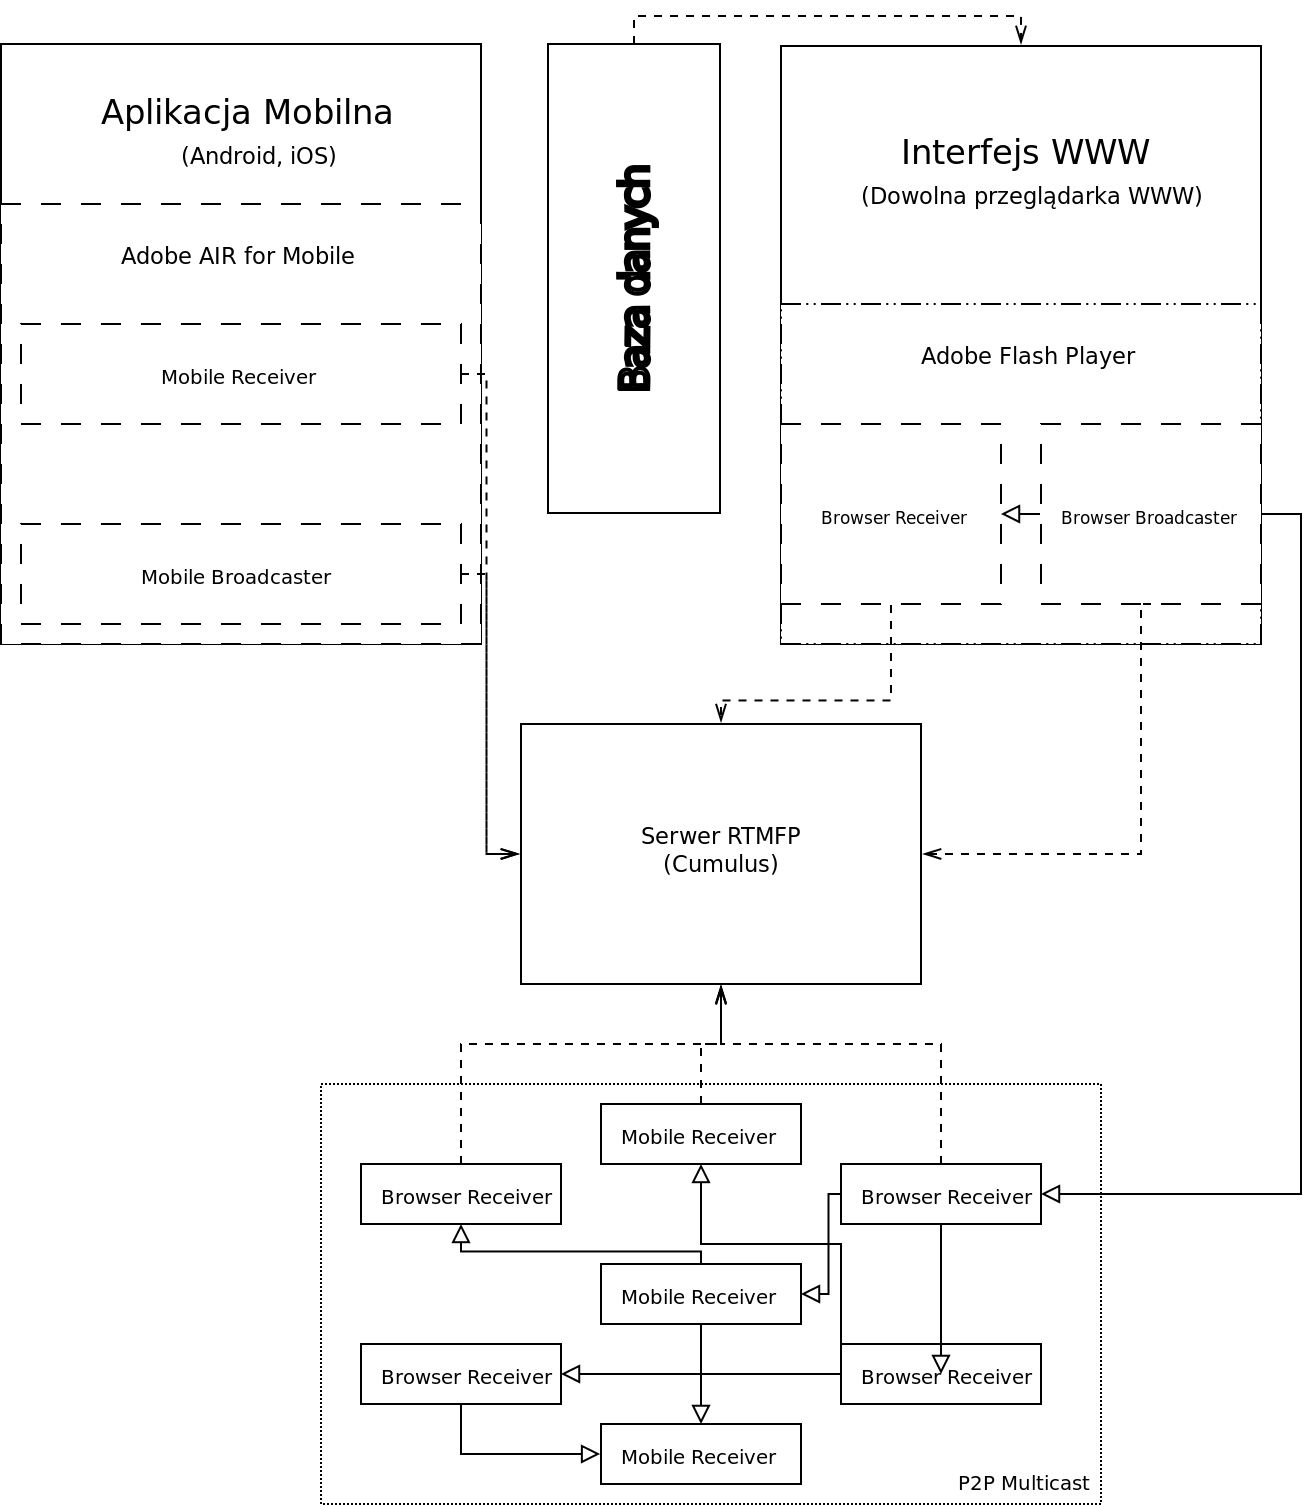 Aplikacja Mobilna
(Android, iOS)
Adobe AIR for Mobile
Mobile Receiver
Mobile Broadcaster
Baza danych
Interfejs WWW
(Dowolna przeglądarka WWW)
Adobe Flash Player
Browser Receiver
Browser Broadcaster
Serwer RTMFP
(Cumulus)
Mobile Receiver
Browser Receiver
Browser Receiver
Mobile Receiver
Browser Receiver
Browser Receiver
Mobile Receiver
P2P Multicast